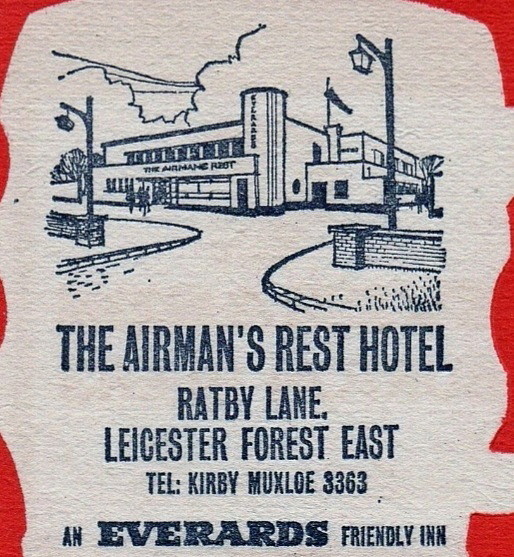 EVERARDS
THE AIRMANS REST
THE AIRMAN'S REST HOTEL
RATBY LANE.
LEICESTER FOREST EAST
TEL: KIRBY MUXLOE 3363
AN EVERARDS FRIENDLY INN